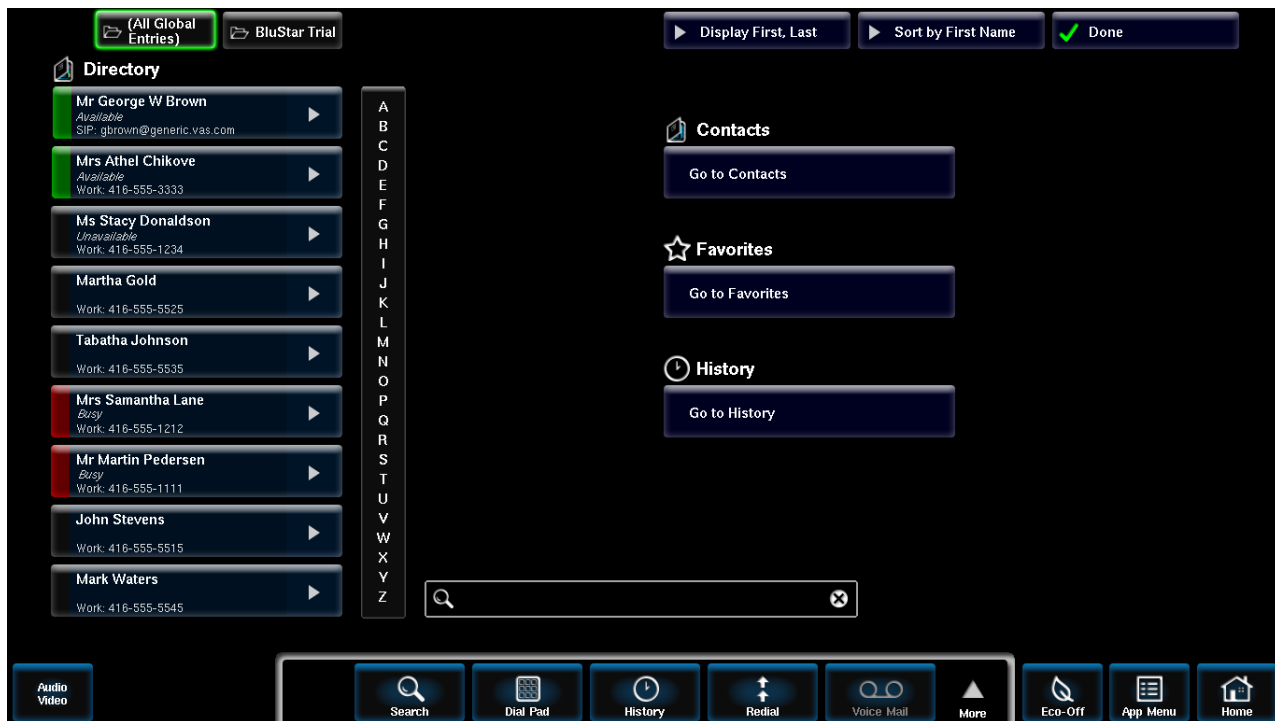 (All Global
Entries)
BluStar Trial
Display First, Last
Sort by First Name
Done
Directory
Mr George W Brown
Available
SIP: gbrown@generic.vas.com
Mrs Athel Chikove
Available
Work: 416-555-3333
Ms Stacy Donaldson
Unavailable
Work: 416-555-1234
Martha Gold
Work: 416-555-5525
Tabatha Johnson
Work: 416-555-5535
Mrs Samantha Lane
Busy
Work: 416-555-1212
Mr Martin Pedersen
Busy
Work: 416-555-1111
John Stevens
Work: 416-555-5515
Mark Waters
Work: 416-555-5545
A
B
C
D
E
F
G
H
I
J
K
L
M
N
O
P
Q
R
S
T
U
V
W
X
Y
Z
Contacts
Go to Contacts
Favorites
Go to Favorites
History
Go to History
Audio
Video
Search
Dial Pad
History
Redial
Voice Mail
More
Eco-Off
App Menu
Home